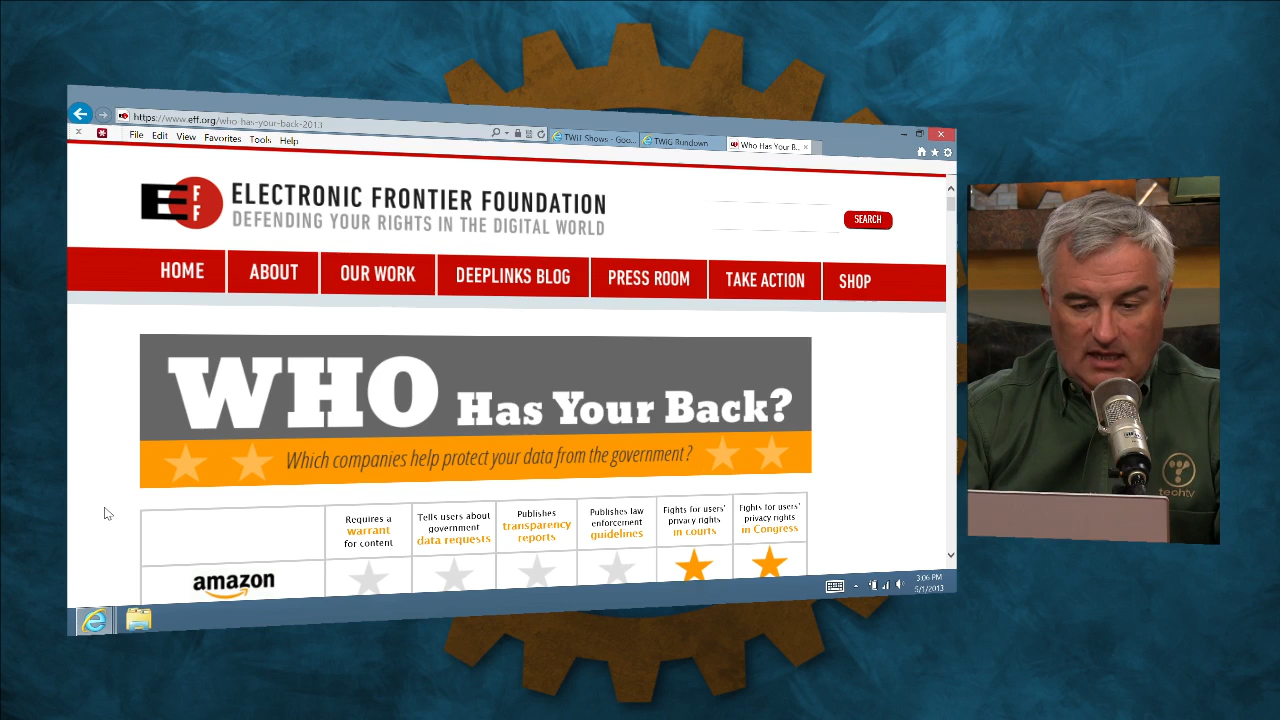 https://www.eff.org/who-has-your-back-2013
TWiT Shows - Goo...
TWiG Rundown
Who Has Your B...
x
File Edit View Favorites Tools Help
EFF
ELECTRONIC FRONTIER FOUNDATION
DEFENDING YOUR RIGHTS IN THE DIGITAL WORLD
SEARCH
HOME
ABOUT
OUR WORK
DEEPLINKS BLOG
PRESS ROOM
TAKE ACTION
SHOP
WHO Has Your Back?
Which companies help protect your data from the government?
Requires a
warrant
for content
Tells users about
government
data requests
Publishes
transparency
reports
Publishes law
enforcement
guidelines
Fights for users'
privacy rights
in courts
Fights for users'
privacy rights
in Congress
amazon
3:06 PM
5/1/2013
techtv